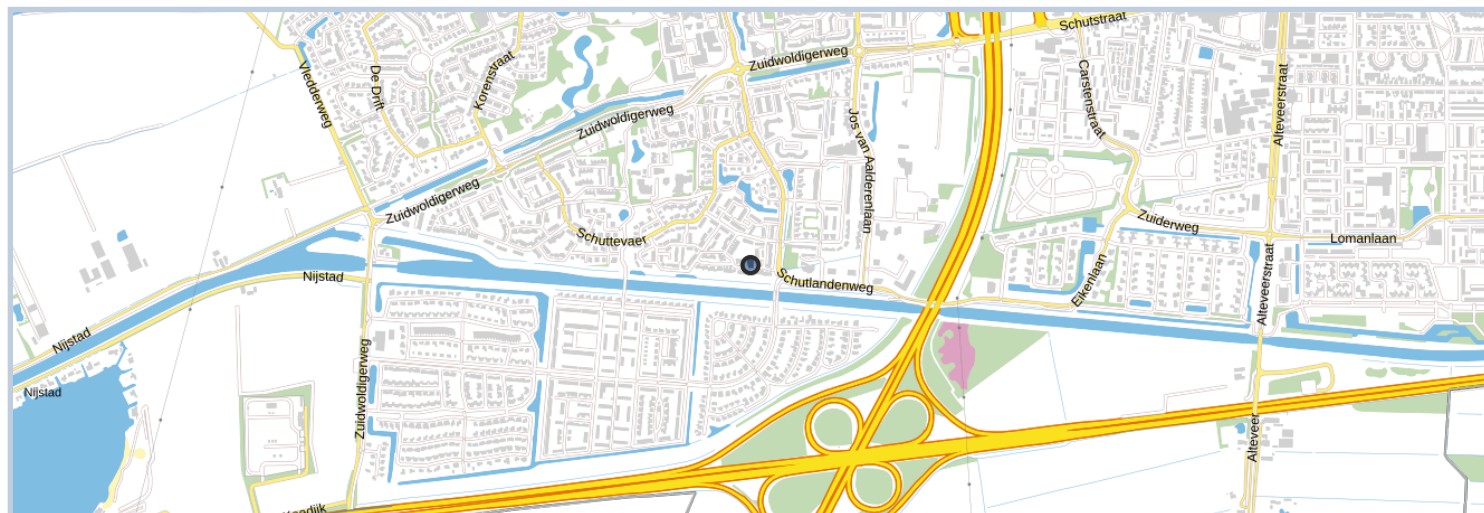 Schutstraat
Zuidwoldigerweg
Vledderweg
De Drift
Korenstraat
Carstenstraat
Alteveerstraat
Zuidwoldigerweg
Jos van Aalderenlaan
Zuidwoldigerweg
Zuiderweg
Lomanlaan
Schuttevaet
Nijstad
Schutlandenweg
Eikenlaan
Alteveerstraat
Nijstad
Nijstad
Zuidwoldigerweg
Alteveer